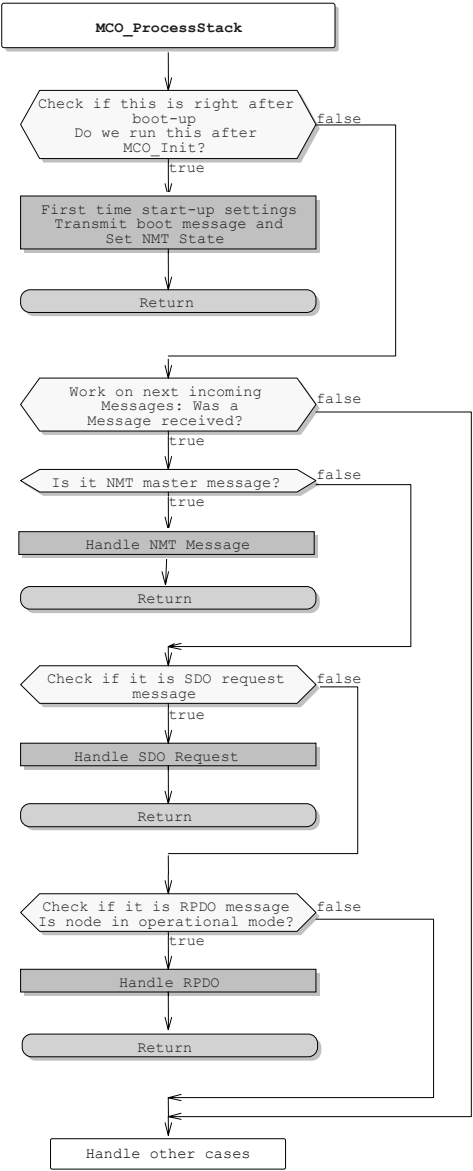 MCO_ProcessStack
Check if this is right after
boot-up
Do we run this after
MCO_Init?
false
true
First time start-up settings
Transmit boot message and
Set NMT State
Return
Work on next incoming
Messages: Was a
Message received?
false
true
Is it NMT master message?
false
true
Handle NMT Message
Return
Check if it is SDO request
message
false
true
Handle SDO Request
Return
Check if it is RPDO message
Is node in operational mode?
false
true
Handle RPDO
Return
Handle other cases